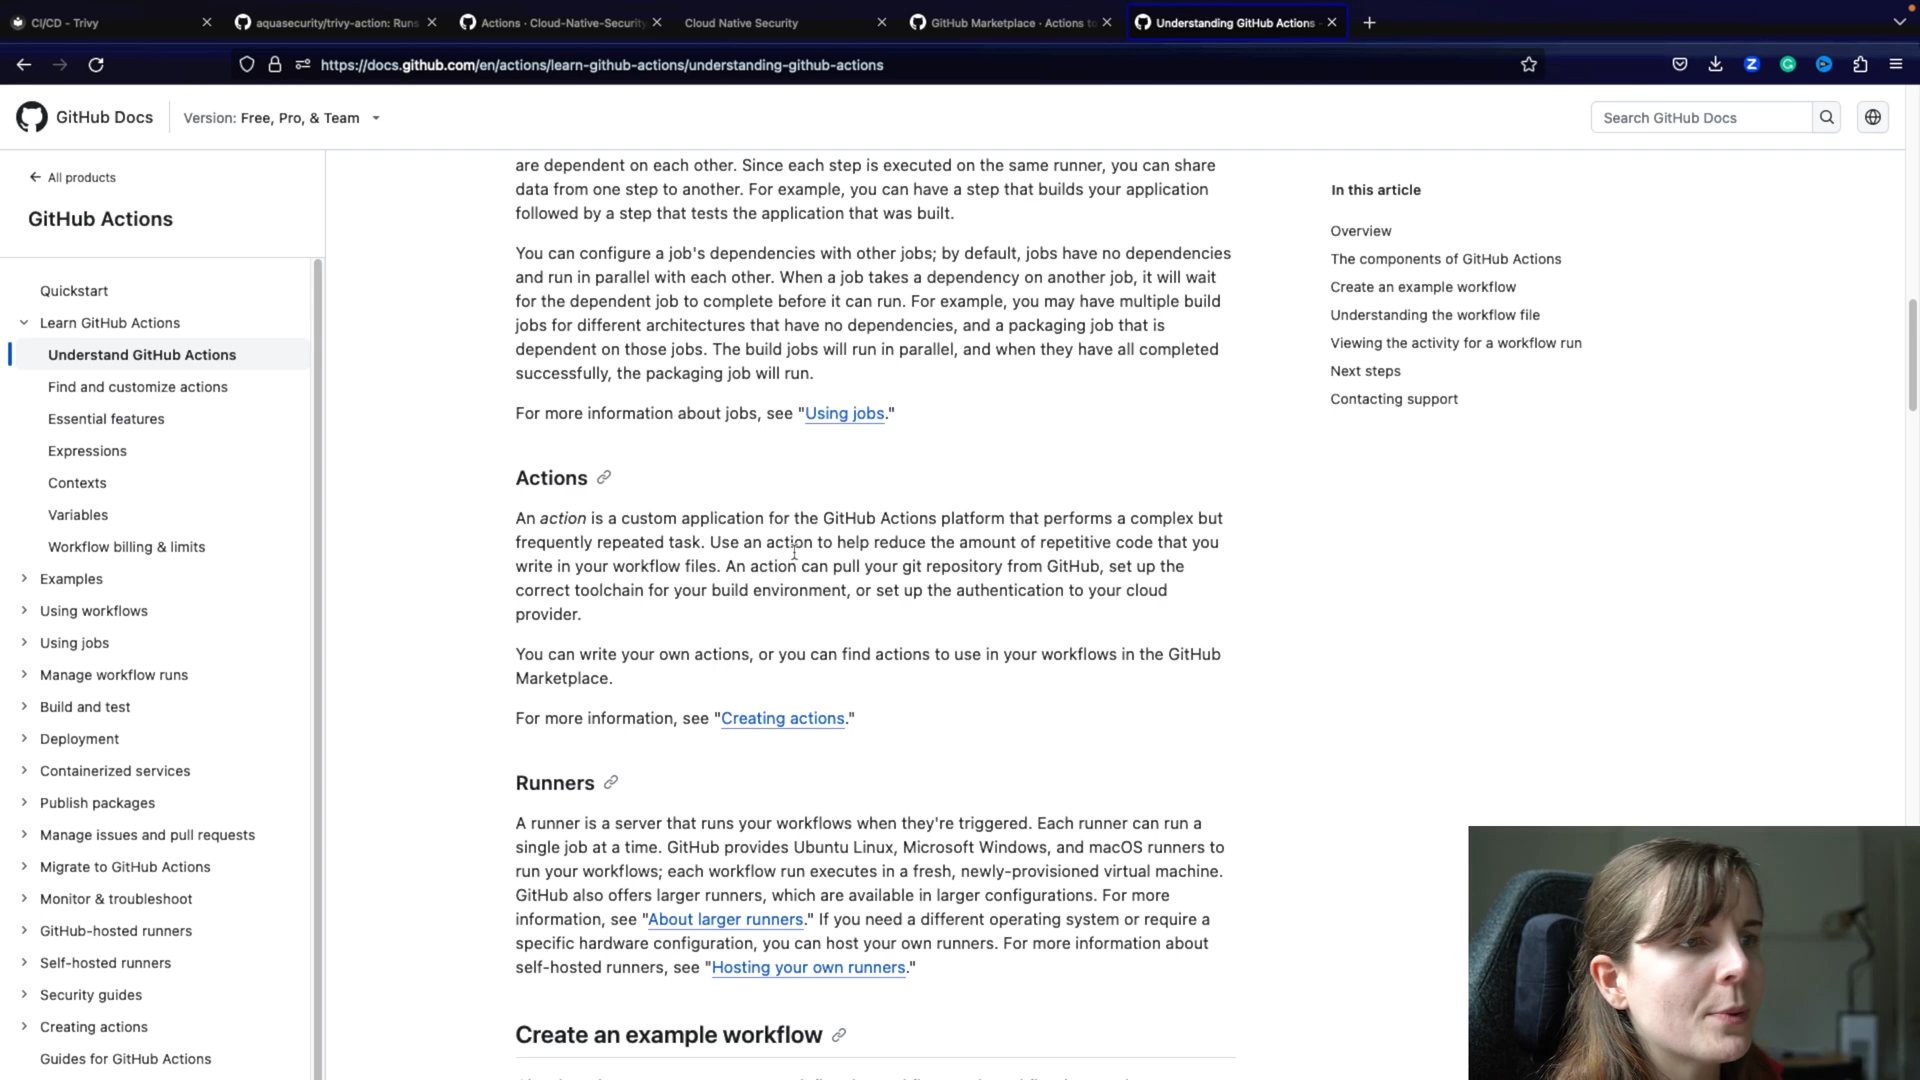 CI/CD - Trivy
aquasecurity/trivy-action: Runs
Actions · Cloud-Native-Security
Cloud Native Security
GitHub Marketplace · Actions to
Understanding GitHub Actions -
https://docs.github.com/en/actions/learn-github-actions/understanding-github-actions
GitHub Docs
Version: Free, Pro, & Team
Search GitHub Docs
All products
GitHub Actions
Quickstart
Learn GitHub Actions
Understand GitHub Actions
Find and customize actions
Essential features
Expressions
Contexts
Variables
Workflow billing & limits
Examples
Using workflows
Using jobs
Manage workflow runs
Build and test
Deployment
Containerized services
Publish packages
Manage issues and pull requests
Migrate to GitHub Actions
Monitor & troubleshoot
GitHub-hosted runners
Self-hosted runners
Security guides
Creating actions
Guides for GitHub Actions
are dependent on each other. Since each step is executed on the same runner, you can share
data from one step to another. For example, you can have a step that builds your application
followed by a step that tests the application that was built.
You can configure a job's dependencies with other jobs; by default, jobs have no dependencies
and run in parallel with each other. When a job takes a dependency on another job, it will wait
for the dependent job to complete before it can run. For example, you may have multiple build
jobs for different architectures that have no dependencies, and a packaging job that is
dependent on those jobs. The build jobs will run in parallel, and when they have all completed
successfully, the packaging job will run.
For more information about jobs, see "Using jobs."
Actions
An action is a custom application for the GitHub Actions platform that performs a complex but
frequently repeated task. Use an action to help reduce the amount of repetitive code that you
write in your workflow files. An action can pull your git repository from GitHub, set up the
correct toolchain for your build environment, or set up the authentication to your cloud
provider.
You can write your own actions, or you can find actions to use in your workflows in the GitHub
Marketplace.
For more information, see "Creating actions."
Runners
A runner is a server that runs your workflows when they're triggered. Each runner can run a
single job at a time. GitHub provides Ubuntu Linux, Microsoft Windows, and macOS runners to
run your workflows; each workflow run executes in a fresh, newly-provisioned virtual machine.
GitHub also offers larger runners, which are available in larger configurations. For more
information, see "About larger runners." If you need a different operating system or require a
specific hardware configuration, you can host your own runners. For more information about
self-hosted runners, see "Hosting your own runners."
Create an example workflow
In this article
Overview
The components of GitHub Actions
Create an example workflow
Understanding the workflow file
Viewing the activity for a workflow run
Next steps
Contacting support